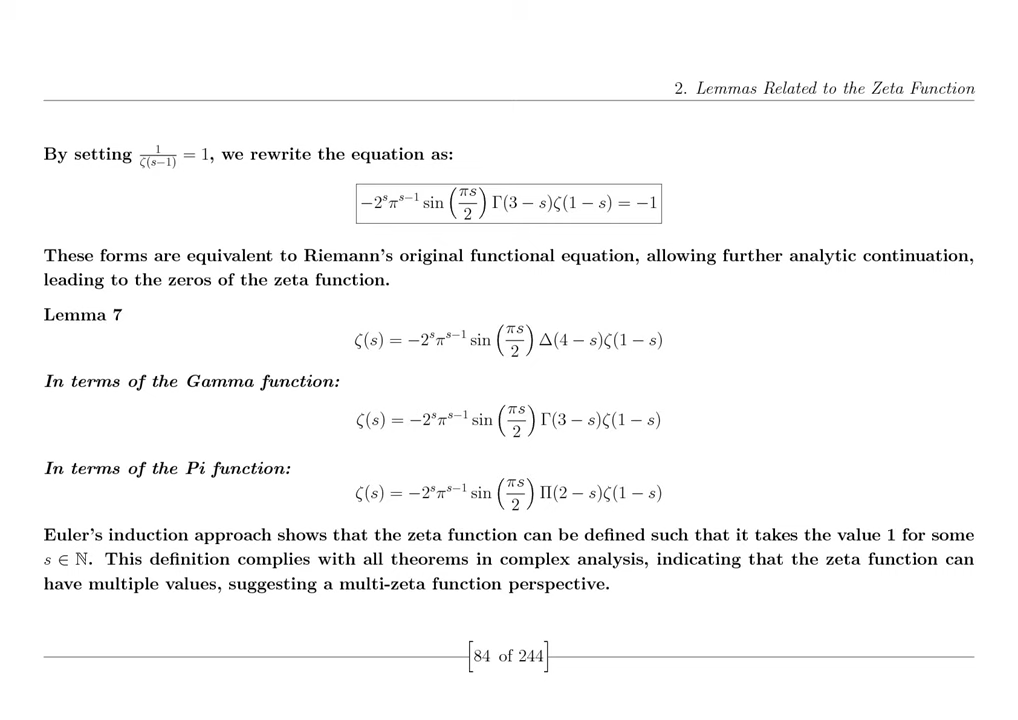 2. Lemmas Related to the Zeta Function
By setting \frac{1}{ζ(s−1)} = 1, we rewrite the equation as:
−2^s π^{s−1} sin(\frac{πs}{2}) Γ(3 − s)ζ(1 − s) = −1
These forms are equivalent to Riemann's original functional equation, allowing further analytic continuation,
leading to the zeros of the zeta function.
Lemma 7
ζ(s) = −2^s π^{s−1} sin(\frac{πs}{2}) Δ(4 − s)ζ(1 − s)
In terms of the Gamma function:
ζ(s) = −2^s π^{s−1} sin(\frac{πs}{2}) Γ(3 − s)ζ(1 − s)
In terms of the Pi function:
ζ(s) = −2^s π^{s−1} sin(\frac{πs}{2}) Π(2 − s)ζ(1 − s)
Euler's induction approach shows that the zeta function can be defined such that it takes the value 1 for some
s ∈ ℕ. This definition complies with all theorems in complex analysis, indicating that the zeta function can
have multiple values, suggesting a multi-zeta function perspective.
[84 of 244]